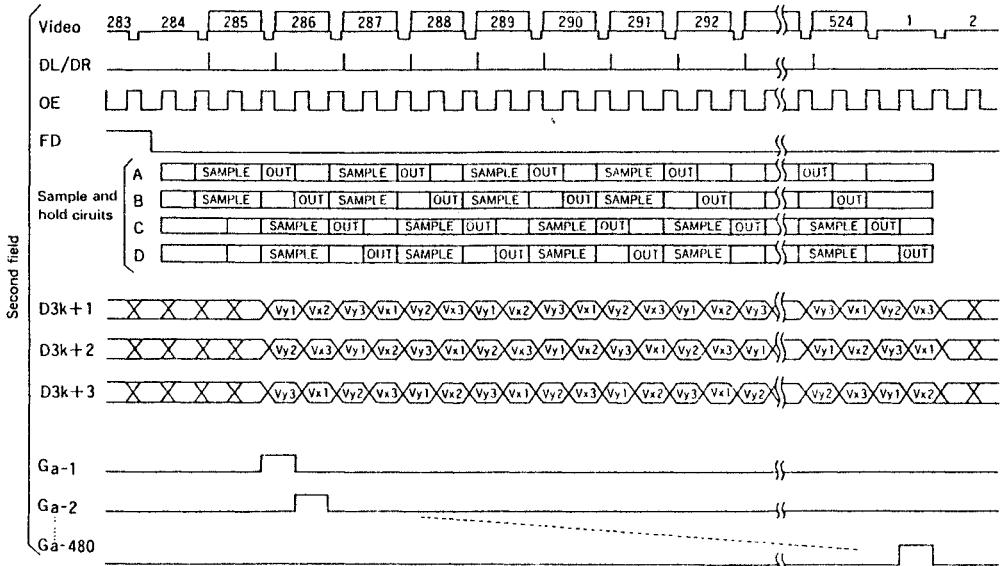 Second field
Video 283 284 285 286 287 288 289 290 291 292 524 1 2
DL/DR
OE
FD
Sample and hold ciruits
A SAMPLE OUT SAMPLE OUT SAMPLE OUT SAMPLE OUT OUT
B SAMPLE OUT SAMPLE OUT SAMPLE OUT SAMPLE OUT OUT
C SAMPLE OUT SAMPLE OUT SAMPLE OUT SAMPLE OUT SAMPLE OUT
D SAMPLE OUT SAMPLE OUT SAMPLE OUT SAMPLE SAMPLE OUT
D3k+1 Vy1 Vx2 Vy3 Vx1 Vy2 Vx3 Vy1 Vx2 Vy3 Vx1 Vy2 Vx3 Vy1 Vx2 Vy3 Vy3 Vx1 Vy2 Vx3
D3k+2 Vy2 Vx3 Vy1 Vx2 Vy3 Vx1 Vy2 Vx3 Vy1 Vx2 Vy3 Vx1 Vy2 Vx3 Vy1 Vy1 Vx2 Vy3 Vx1
D3k+3 Vy3 Vx1 Vy2 Vx3 Vy1 Vx2 Vy3 Vx1 Vy2 Vx3 Vy1 Vx2 Vy3 Vx1 Vy2 Vy2 Vx3 Vy1 Vx2
Ga-1
Ga-2
Ga-480